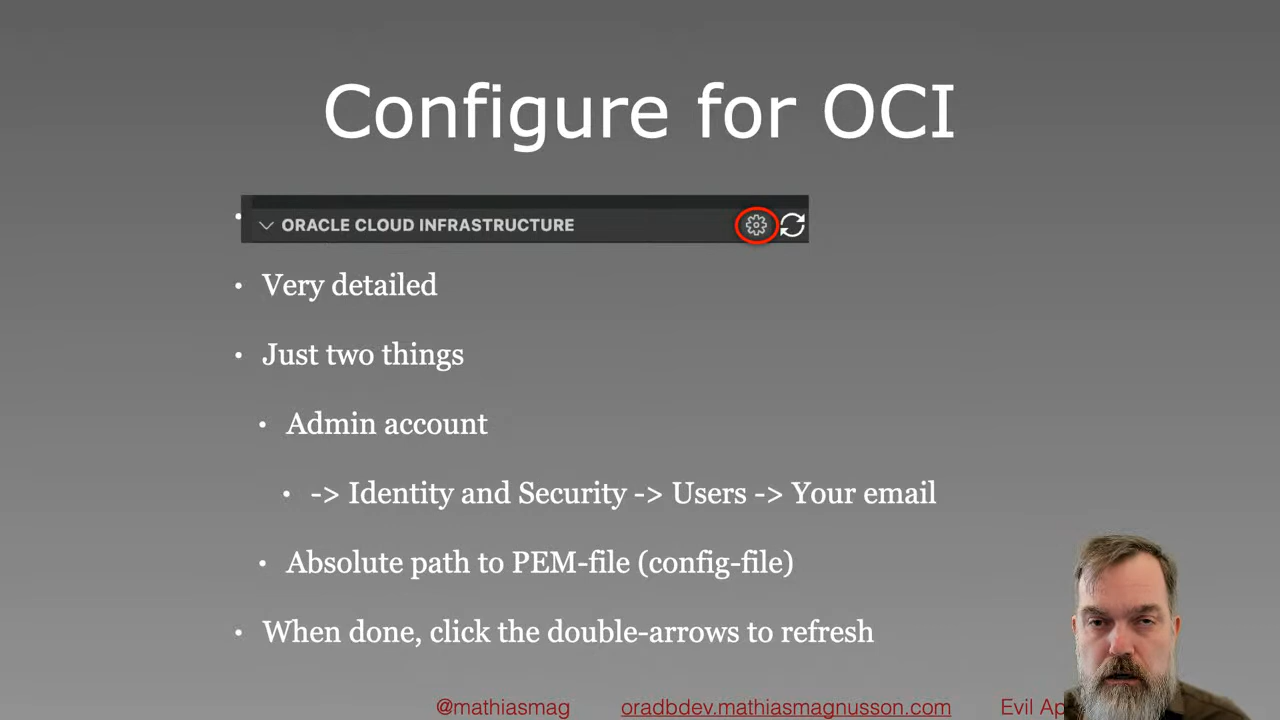 Configure for OCI
ORACLE CLOUD INFRASTRUCTURE
• Very detailed
• Just two things
• Admin account
• -> Identity and Security -> Users -> Your email
• Absolute path to PEM-file (config-file)
• When done, click the double-arrows to refresh
@mathiasmag oradbdev.mathiasmagnusson.com Evil